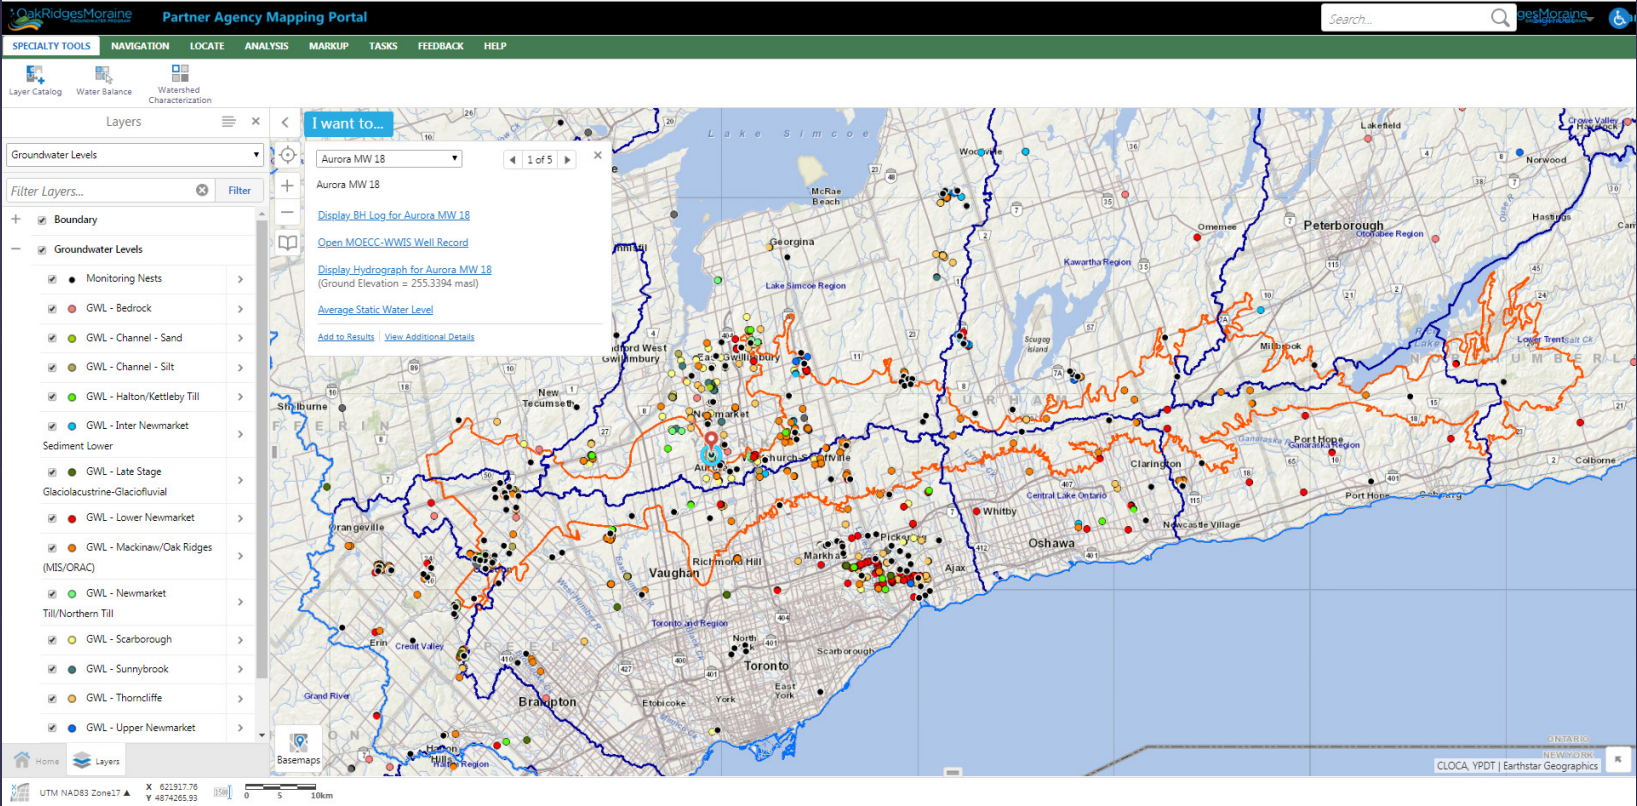 OakRidgesMoraine
GROUNDWATER PROGRAM
Partner Agency Mapping Portal
Search...
SPECIALTY TOOLS
NAVIGATION
LOCATE
ANALYSIS
MARKUP
TASKS
FEEDBACK
HELP
Layer Catalog
Water Balance
Watershed
Characterization
Layers
Groundwater Levels
Filter Layers...
Filter
Boundary
Groundwater Levels
Monitoring Nests
GWL - Bedrock
GWL - Channel - Sand
GWL - Channel - Silt
GWL - Halton/Kettleby Till
GWL - Inter Newmarket
Sediment Lower
GWL - Late Stage
Glaciolacustrine-Glaciofluvial
GWL - Lower Newmarket
GWL - Mackinaw/Oak Ridges
(MIS/ORAC)
GWL - Newmarket
Till/Northern Till
GWL - Scarborough
GWL - Sunnybrook
GWL - Thorncliffe
GWL - Upper Newmarket
Home
Layers
I want to...
Aurora MW 18
1 of 5
Aurora MW 18
Display BH Log for Aurora MW 18
Open MOECC-WWIS Well Record
Display Hydrograph for Aurora MW 18
(Ground Elevation = 255.3394 masl)
Average Static Water Level
Add to Results
View Additional Details
Lake Simcoe
McRae
Beach
Georgina
Lake Simcoe Region
Lakefield
Norwood
Hastings
Omemee
Peterborough
Otonabee Region
Kawartha Region
Scugog
Island
Millbrook
Lower Trent
DURHAM
East Gwillimbury
Gwillimbury
New
Tecumseth
Newmarket
Shelburne
Port Hope
Ganaraska Region
Colborne
Port Hope
Cobourg
Clarington
Central Lake Ontario
Whitby
Newcastle Village
Oshawa
Orangeville
Richmond Hill
Vaughan
Ajax
Toronto and Region
North
Toronto
Scarborough
East
York
York
Etobicoke
Brampton
Erin
Credit Valley
Grand River
Halton Region
ONTARIO
NEW YORK
Basemaps
CLOCA, YPDT | Earthstar Geographics
UTM NAD83 Zone17
X 621917.76
Y 4874265.93
0 5 10km